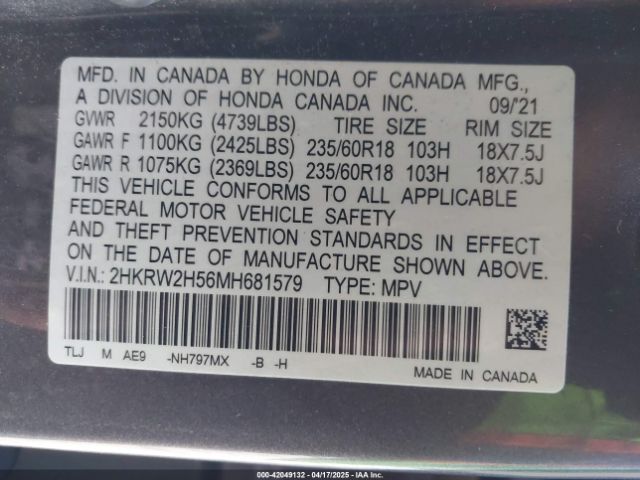 MFD. IN CANADA BY HONDA OF CANADA MFG.,
A DIVISION OF HONDA CANADA INC. 09/'21
GVWR 2150KG (4739LBS) TIRE SIZE RIM SIZE
GAWR F 1100KG (2425LBS) 235/60R18 103H 18X7.5J
GAWR R 1075KG (2369LBS) 235/60R18 103H 18X7.5J
THIS VEHICLE CONFORMS TO ALL APPLICABLE
FEDERAL MOTOR VEHICLE SAFETY
AND THEFT PREVENTION STANDARDS IN EFFECT
ON THE DATE OF MANUFACTURE SHOWN ABOVE.
V.I.N.: 2HKRW2H56MH681579 TYPE: MPV
TLJ M AE9 -NH797MX -B -H
MADE IN CANADA
000-42049132 - 04/17/2025 - IAA Inc.